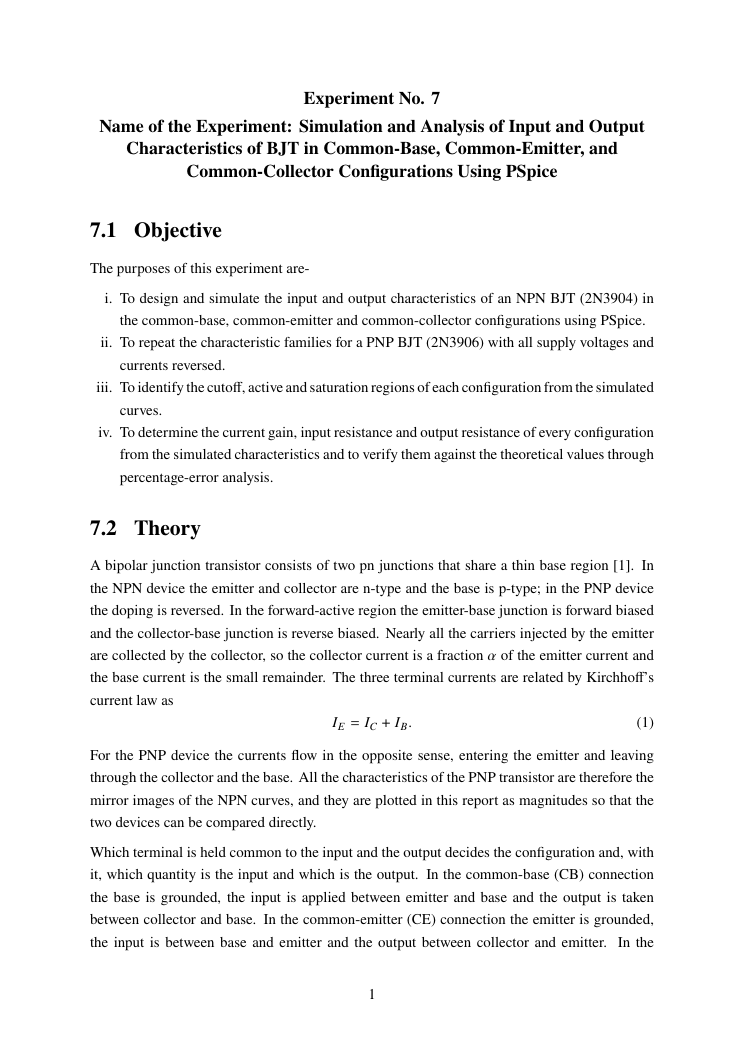 Experiment No. 7
Name of the Experiment: Simulation and Analysis of Input and Output
Characteristics of BJT in Common-Base, Common-Emitter, and
Common-Collector Configurations Using PSpice
7.1 Objective
The purposes of this experiment are-
i. To design and simulate the input and output characteristics of an NPN BJT (2N3904) in
the common-base, common-emitter and common-collector configurations using PSpice.
ii. To repeat the characteristic families for a PNP BJT (2N3906) with all supply voltages and
currents reversed.
iii. To identify the cutoff, active and saturation regions of each configuration from the simulated
curves.
iv. To determine the current gain, input resistance and output resistance of every configuration
from the simulated characteristics and to verify them against the theoretical values through
percentage-error analysis.
7.2 Theory
A bipolar junction transistor consists of two pn junctions that share a thin base region [1]. In
the NPN device the emitter and collector are n-type and the base is p-type; in the PNP device
the doping is reversed. In the forward-active region the emitter-base junction is forward biased
and the collector-base junction is reverse biased. Nearly all the carriers injected by the emitter
are collected by the collector, so the collector current is a fraction α of the emitter current and
the base current is the small remainder. The three terminal currents are related by Kirchhoff's
current law as
I_E = I_C + I_B. (1)
For the PNP device the currents flow in the opposite sense, entering the emitter and leaving
through the collector and the base. All the characteristics of the PNP transistor are therefore the
mirror images of the NPN curves, and they are plotted in this report as magnitudes so that the
two devices can be compared directly.
Which terminal is held common to the input and the output decides the configuration and, with
it, which quantity is the input and which is the output. In the common-base (CB) connection
the base is grounded, the input is applied between emitter and base and the output is taken
between collector and base. In the common-emitter (CE) connection the emitter is grounded,
the input is between base and emitter and the output between collector and emitter. In the
1